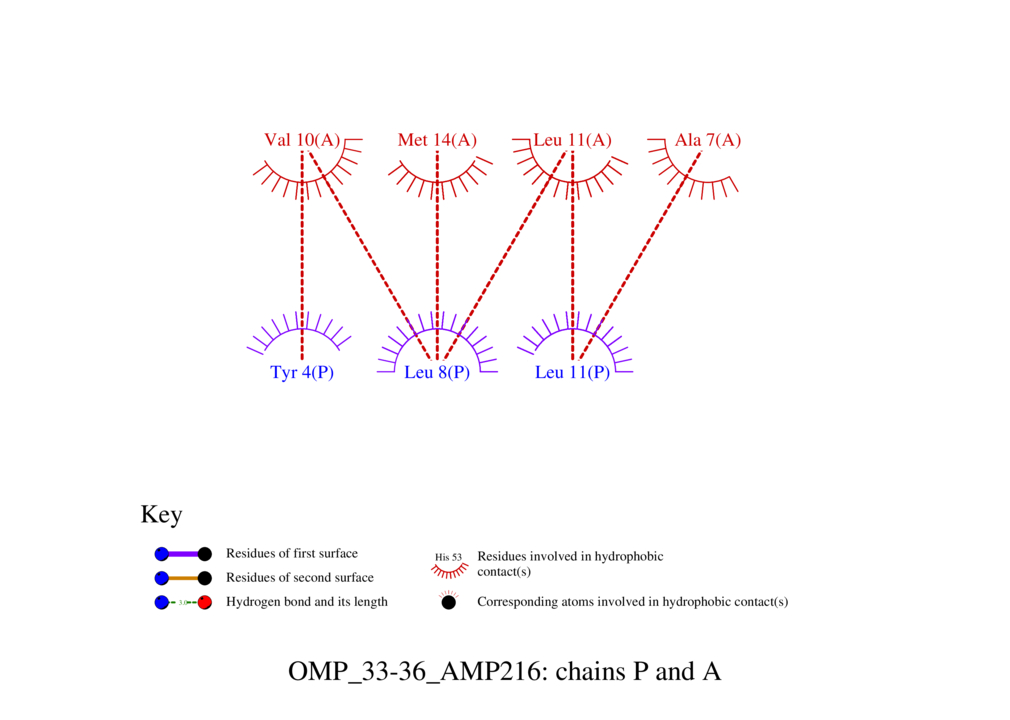 Val 10(A) Met 14(A) Leu 11(A) Ala 7(A)
Tyr 4(P) Leu 8(P) Leu 11(P)
Key
Residues of first surface
Residues of second surface
3.0 Hydrogen bond and its length
His 53 Residues involved in hydrophobic
contact(s)
Corresponding atoms involved in hydrophobic contact(s)
OMP_33-36_AMP216: chains P and A